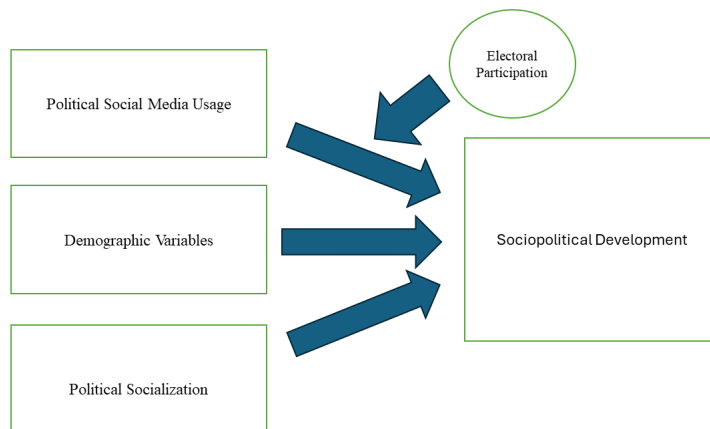 Electoral
Participation
Political Social Media Usage
Demographic Variables
Sociopolitical Development
Political Socialization